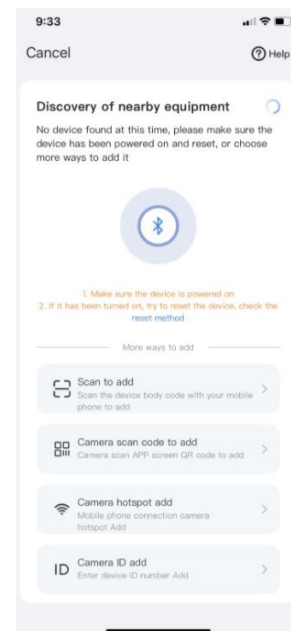 9:33
Cancel
Help
Discovery of nearby equipment
No device found at this time, please make sure the
device has been powered on and reset, or choose
more ways to add it
1. Make sure the device is powered on
2. If it has been turned on, try to reset the device, check the
reset method
More ways to add
Scan to add
Scan the device body code with your mobile
phone to add
Camera scan code to add
Camera scan APP screen QR code to add
Camera hotspot add
Mobile phone connection camera
hotspot Add
ID
Camera ID add
Enter device ID number Add